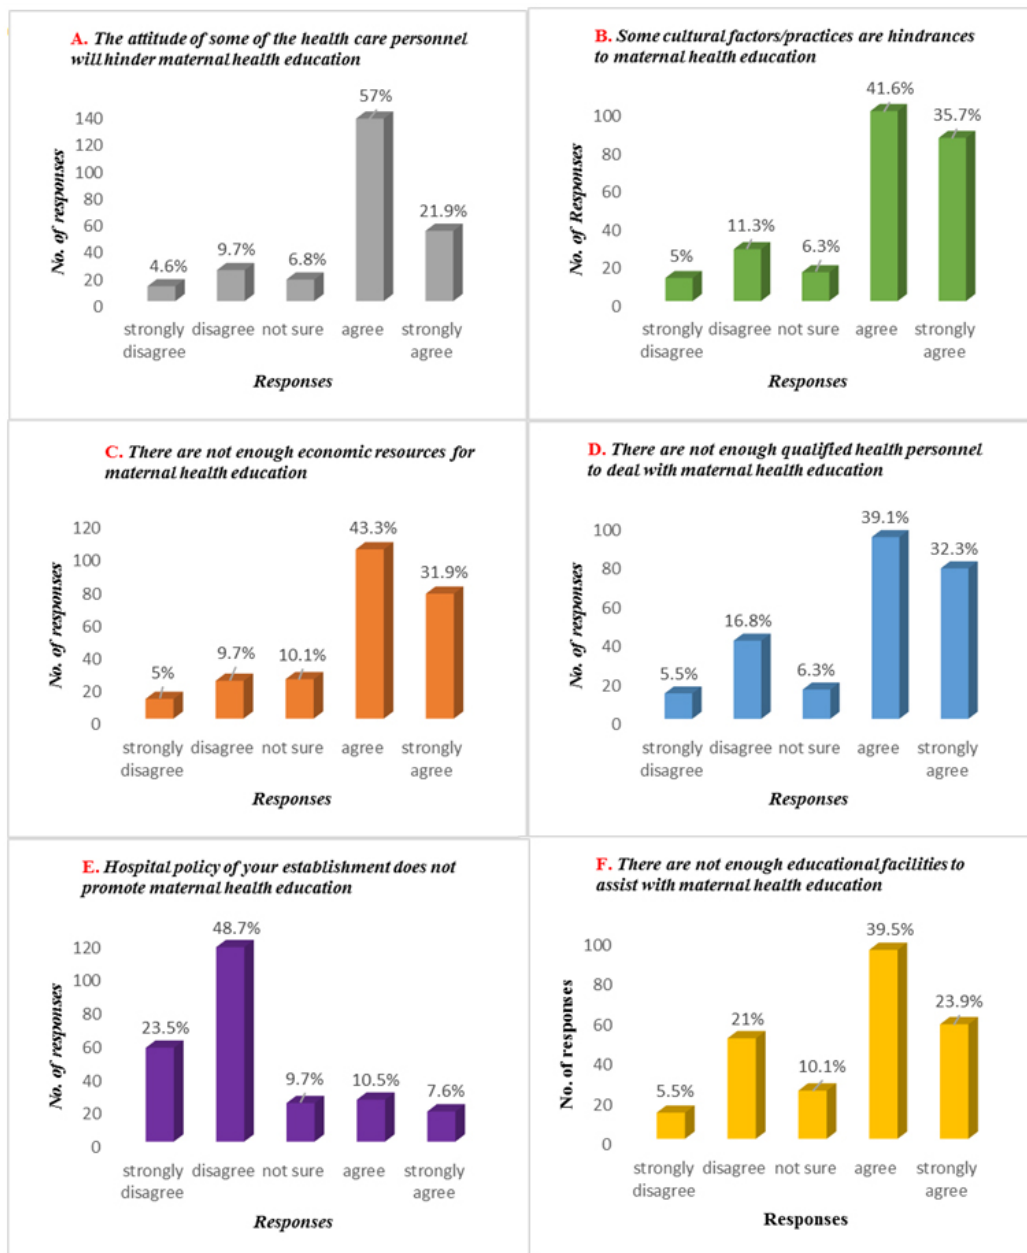 A. The attitude of some of the health care personnel
will hinder maternal health education
57%
140
120
100
80
60
40
20
0
4.6%
9.7%
6.8%
21.9%
No. of responses
strongly disagree not sure agree strongly
disagree agree
Responses
B. Some cultural factors/practices are hindrances
to maternal health education
41.6%
35.7%
100
80
60
40
20
0
5%
11.3%
6.3%
No. of Responses
strongly disagree not sure agree strongly
disagree agree
Responses
C. There are not enough economic resources for
maternal health education
43.3%
31.9%
120
100
80
60
40
20
0
5%
9.7%
10.1%
No. of responses
strongly disagree not sure agree strongly
disagree agree
Responses
D. There are not enough qualified health personnel
to deal with maternal health education
39.1%
32.3%
100
80
60
40
20
0
5.5%
16.8%
6.3%
No. of responses
strongly disagree not sure agree strongly
disagree agree
Responses
E. Hospital policy of your establishment does not
promote maternal health education
48.7%
120
100
80
60
40
20
0
23.5%
9.7%
10.5%
7.6%
No. of responses
strongly disagree not sure agree strongly
disagree agree
Responses
F. There are not enough educational facilities to
assist with maternal health education
39.5%
23.9%
100
80
60
40
20
0
5.5%
21%
10.1%
No. of responses
strongly disagree not sure agree strongly
disagree agree
Responses